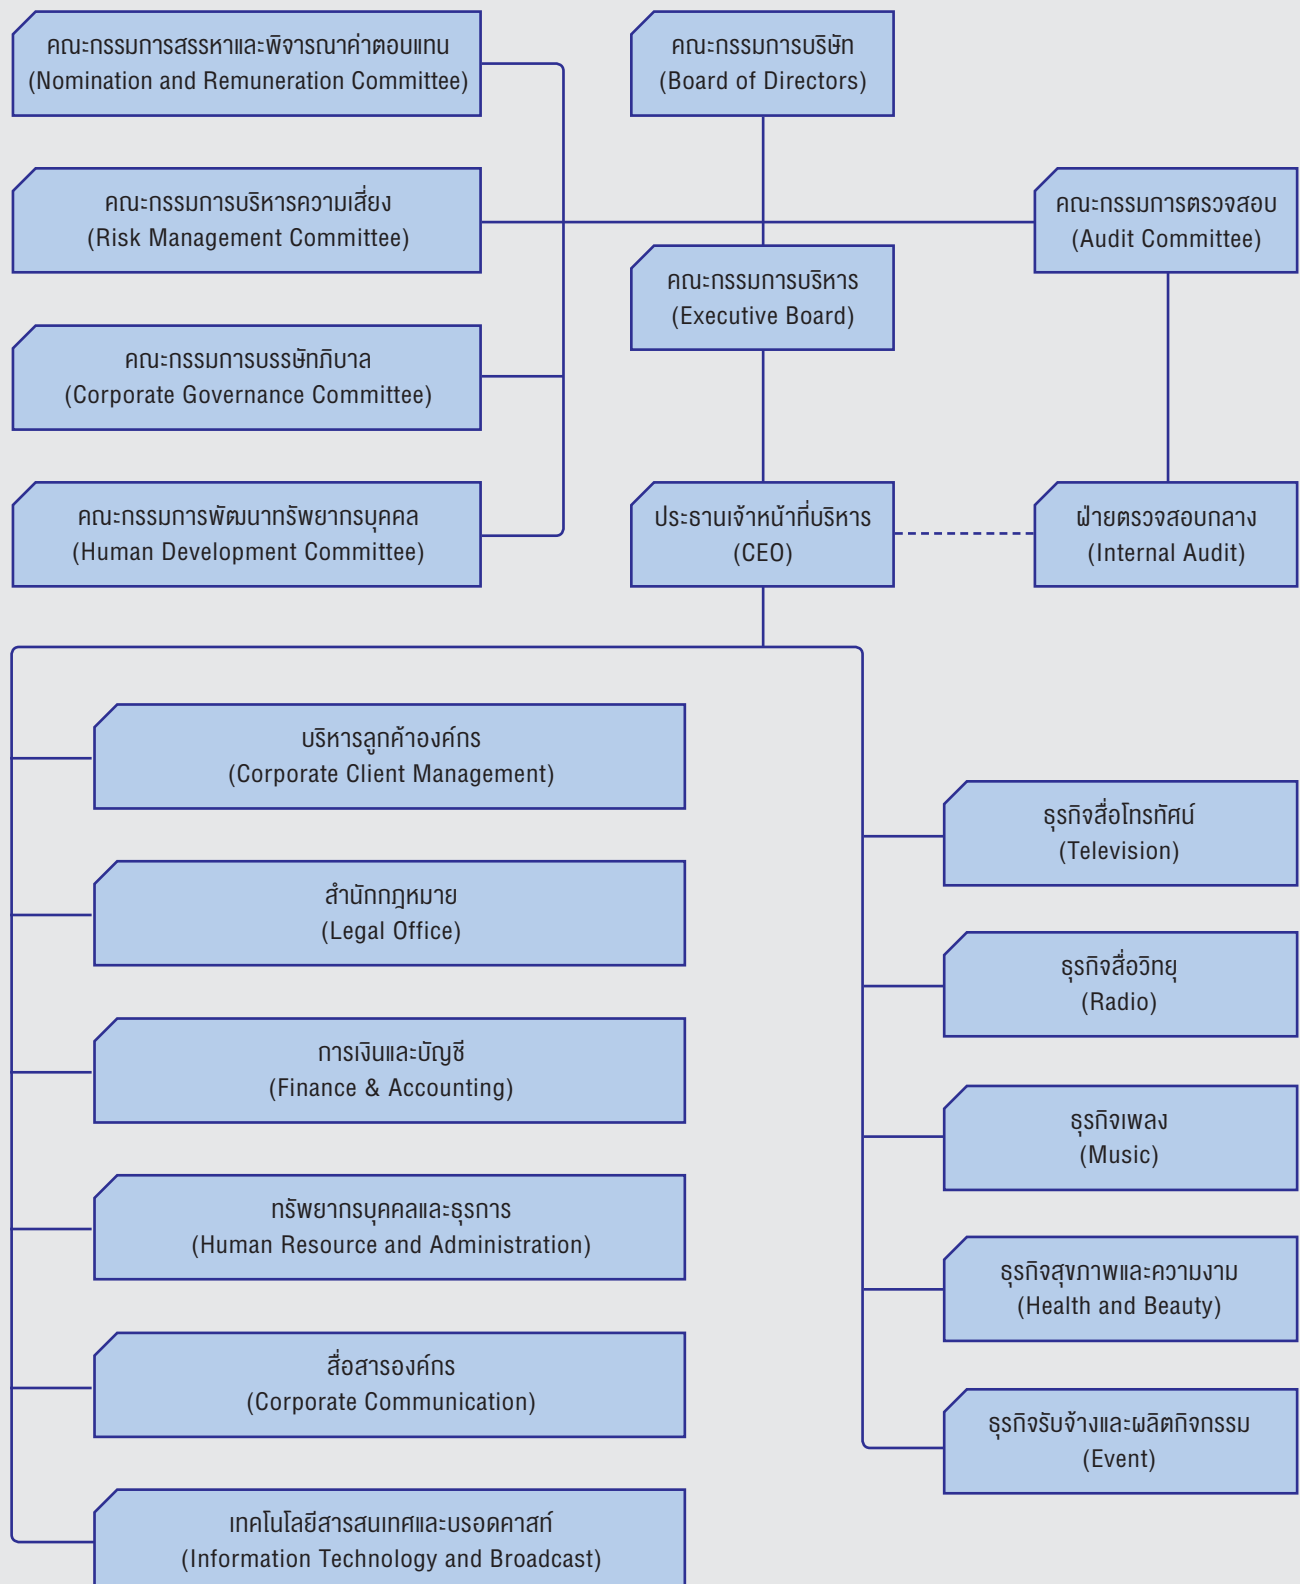 คณะกรรมการสรรหาและพิจารณาค่าตอบแทน
(Nomination and Remuneration Committee)
คณะกรรมการบริษัท
(Board of Directors)
คณะกรรมการบริหารความเสี่ยง
(Risk Management Committee)
คณะกรรมการตรวจสอบ
(Audit Committee)
คณะกรรมการบริหาร
(Executive Board)
คณะกรรมการบรรษัทภิบาล
(Corporate Governance Committee)
คณะกรรมการพัฒนาทรัพยากรบุคคล
(Human Development Committee)
ประธานเจ้าหน้าที่บริหาร
(CEO)
ฝ่ายตรวจสอบกลาง
(Internal Audit)
บริหารลูกค้าองค์กร
(Corporate Client Management)
สำนักกฎหมาย
(Legal Office)
การเงินและบัญชี
(Finance & Accounting)
ทรัพยากรบุคคลและธุรการ
(Human Resource and Administration)
สื่อสารองค์กร
(Corporate Communication)
เทคโนโลยีสารสนเทศและบรอดคาสท์
(Information Technology and Broadcast)
ธุรกิจสื่อโทรทัศน์
(Television)
ธุรกิจสื่อวิทยุ
(Radio)
ธุรกิจเพลง
(Music)
ธุรกิจสุขภาพและความงาม
(Health and Beauty)
ธุรกิจรับจ้างและผลิตกิจกรรม
(Event)